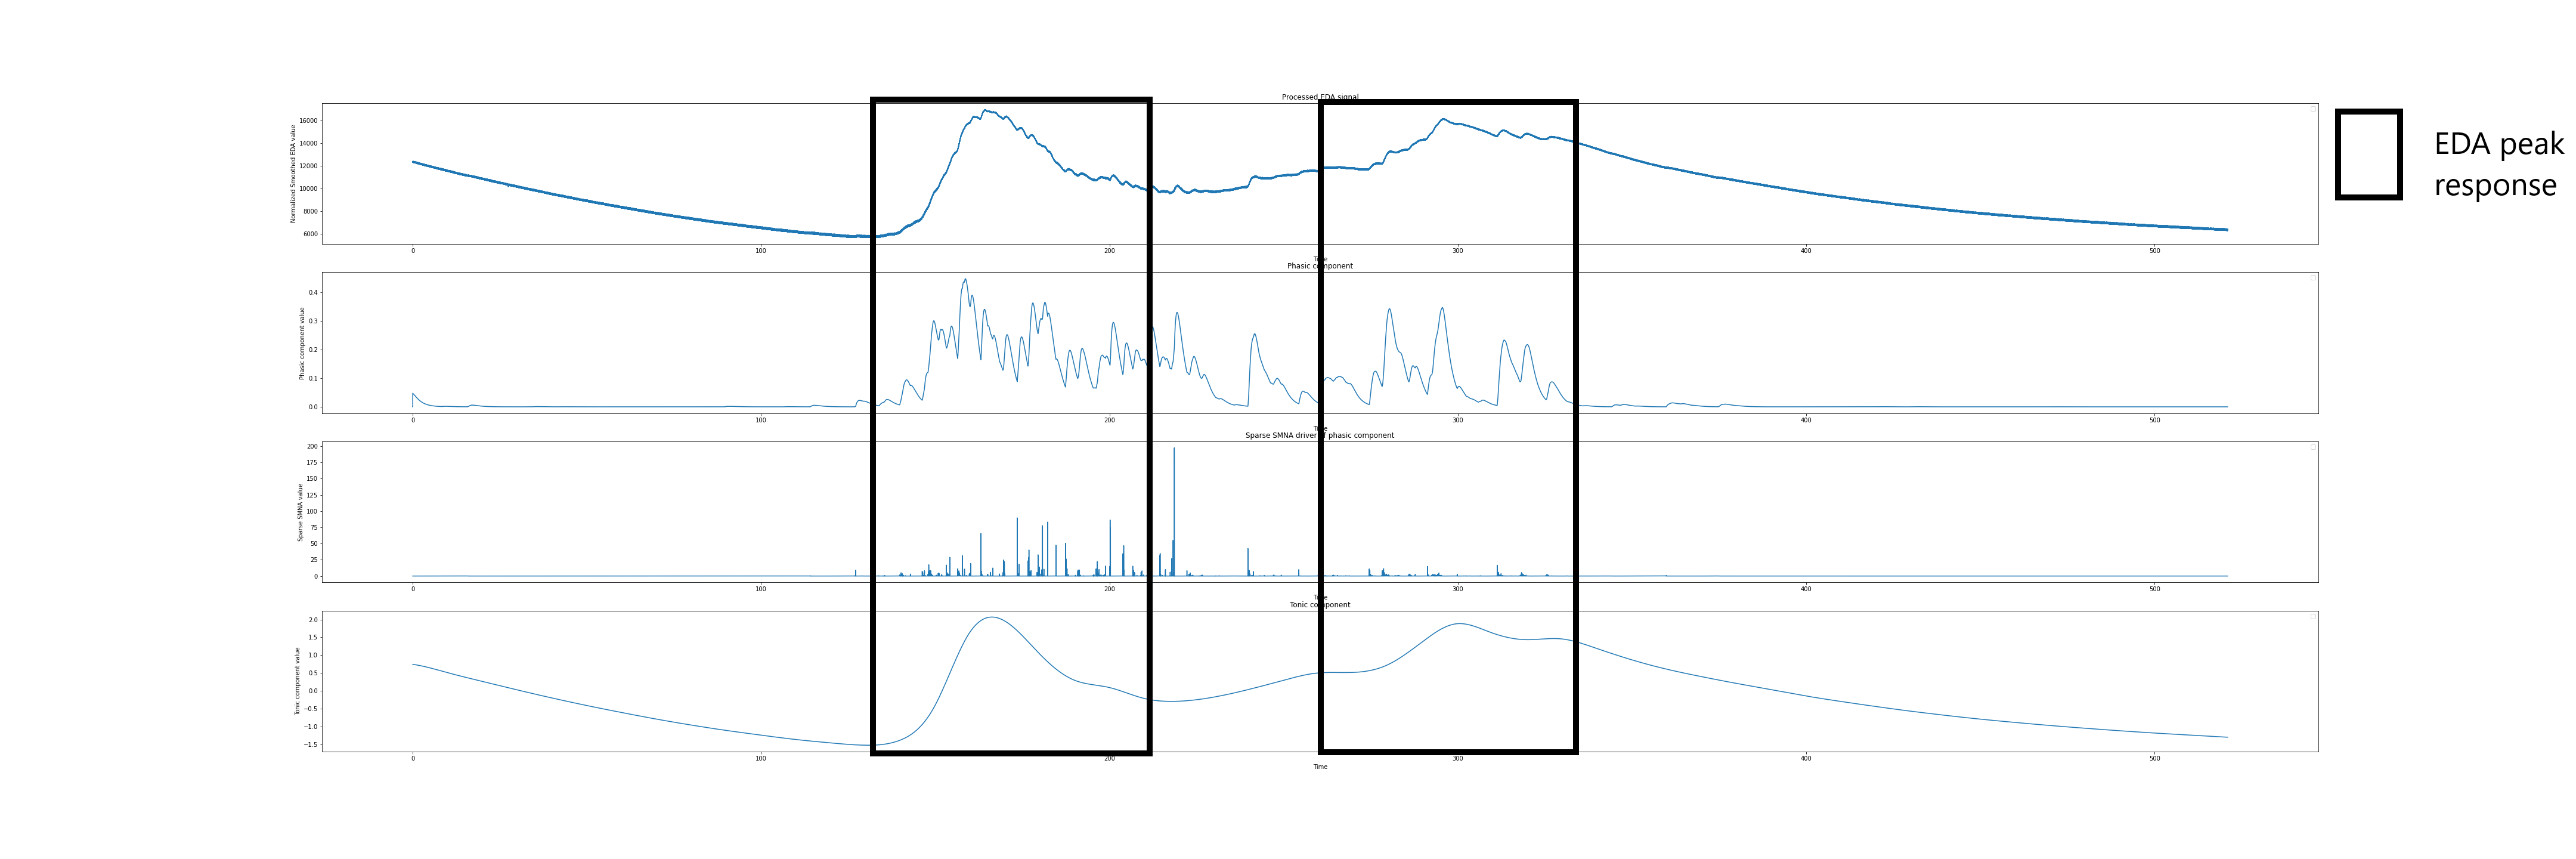 Processed EDA signal
Normalized Smoothed EDA value
16000
14000
12000
10000
8000
6000
0 100 200 300 400 500
EDA peak
response
Phasic component
Phasic component value
0.4
0.3
0.2
0.1
0.0
0 100 200 300 400 500
Sparse SMNA driver phasic component
Sparse SMNA value
200
175
150
125
100
75
50
25
0
0 100 200 300 400 500
Tonic component
Tonic component value
2.0
1.5
1.0
0.5
0.0
−0.5
−1.0
−1.5
0 100 200 300 400 500
Time